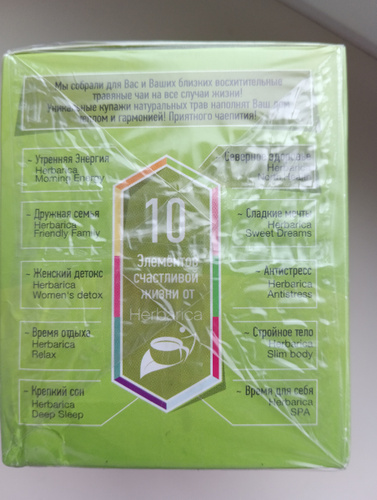 Мы собрали для Вас и Ваших близких восхитительные
травяные чаи на все случаи жизни!
Уникальные купажи натуральных трав наполнят Ваш
и гармонией! Приятного чаепития!
~ Утренняя Энергия
Herbarica
Morning Energy
~ Дружная семья
Herbarica
Friendly Family
~ Женский детокс
Herbarica
Women's detox
~ Время отдыха
Herbarica
Relax
~ Крепкий сон
Herbarica
Deep Sleep
10
Элементов
счастливой
жизни от
Herbarica
~ Сладкие мечты
Herbarica
Sweet Dreams
~ Антистресс
Herbarica
Antistress
~ Стройное тело
Herbarica
Slim body
~ Время для себя
Herbarica
SPA